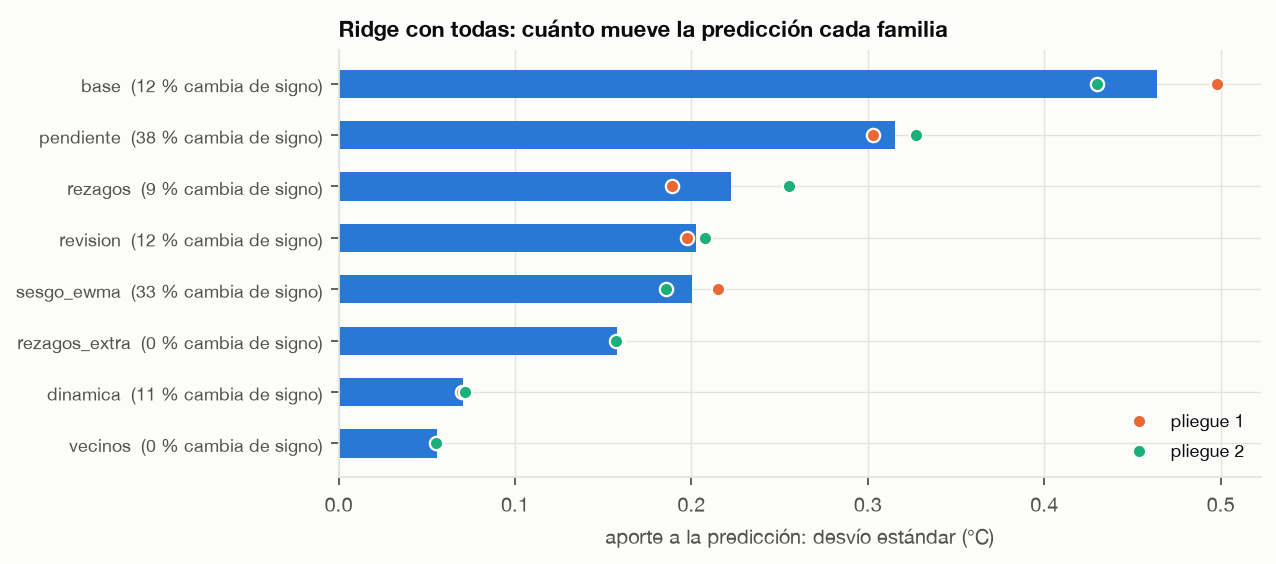 Ridge con todas: cuánto mueve la predicción cada familia
base (12 % cambia de signo)
pendiente (38 % cambia de signo)
rezagos (9 % cambia de signo)
revision (12 % cambia de signo)
sesgo_ewma (33 % cambia de signo)
rezagos_extra (0 % cambia de signo)
dinamica (11 % cambia de signo)
vecinos (0 % cambia de signo)
pliegue 1
pliegue 2
0.0 0.1 0.2 0.3 0.4 0.5
aporte a la predicción: desvío estándar (°C)